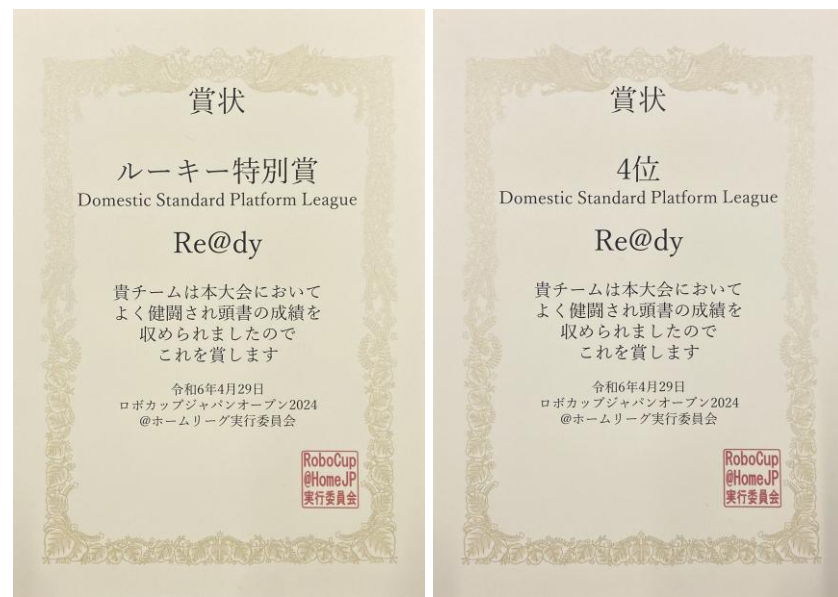 賞状
ルーキー特別賞
Domestic Standard Platform League
Re@dy
貴チームは本大会において
よく健闘され頭書の成績を
収められましたので
これを賞します
令和6年4月29日
ロボカップジャパンオープン2024
@ホームリーグ実行委員会
RoboCup
@HomeJP
実行委員会
賞状
4位
Domestic Standard Platform League
Re@dy
貴チームは本大会において
よく健闘され頭書の成績を
収められましたので
これを賞します
令和6年4月29日
ロボカップジャパンオープン2024
@ホームリーグ実行委員会
RoboCup
@HomeJP
実行委員会